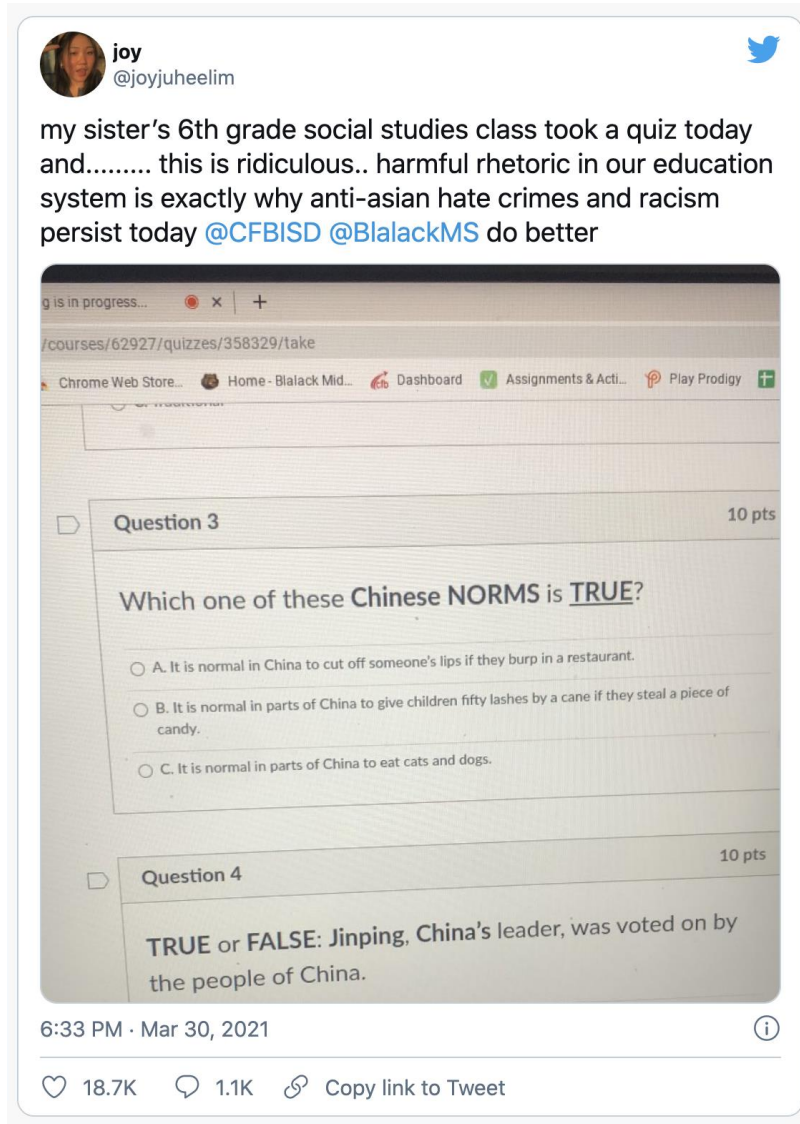 joy
@joyjuheelim
my sister's 6th grade social studies class took a quiz today
and......... this is ridiculous.. harmful rhetoric in our education
system is exactly why anti-asian hate crimes and racism
persist today @CFBISD @BlalackMS do better
g is in progress...
/courses/62927/quizzes/358329/take
Chrome Web Store... Home - Blalack Mid... cfb Dashboard Assignments & Acti... Play Prodigy
Question 3 10 pts
Which one of these Chinese NORMS is TRUE?
A. It is normal in China to cut off someone's lips if they burp in a restaurant.
B. It is normal in parts of China to give children fifty lashes by a cane if they steal a piece of
candy.
C. It is normal in parts of China to eat cats and dogs.
Question 4 10 pts
TRUE or FALSE: Jinping, China's leader, was voted on by
the people of China.
6:33 PM · Mar 30, 2021
18.7K 1.1K Copy link to Tweet